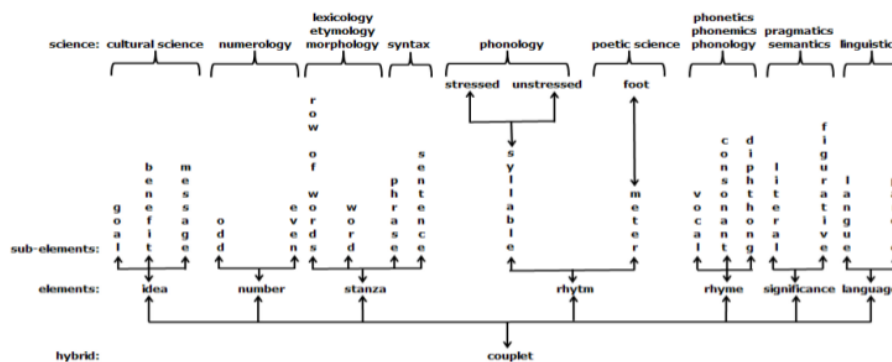 lexicology
etymology
phonetics
phonemics
pragmatics
science: cultural science numerology morphology syntax phonology poetic science phonology semantics linguistic
stressed unstressed foot
goal
benefit
message
odd
even
row of words
word
phrase
sentence
syllable
meter
vocal
consonant
diphthong
literal
figurative
langue
sub-elements:
elements: idea number stanza rhytm rhyme significance language
hybrid: couplet